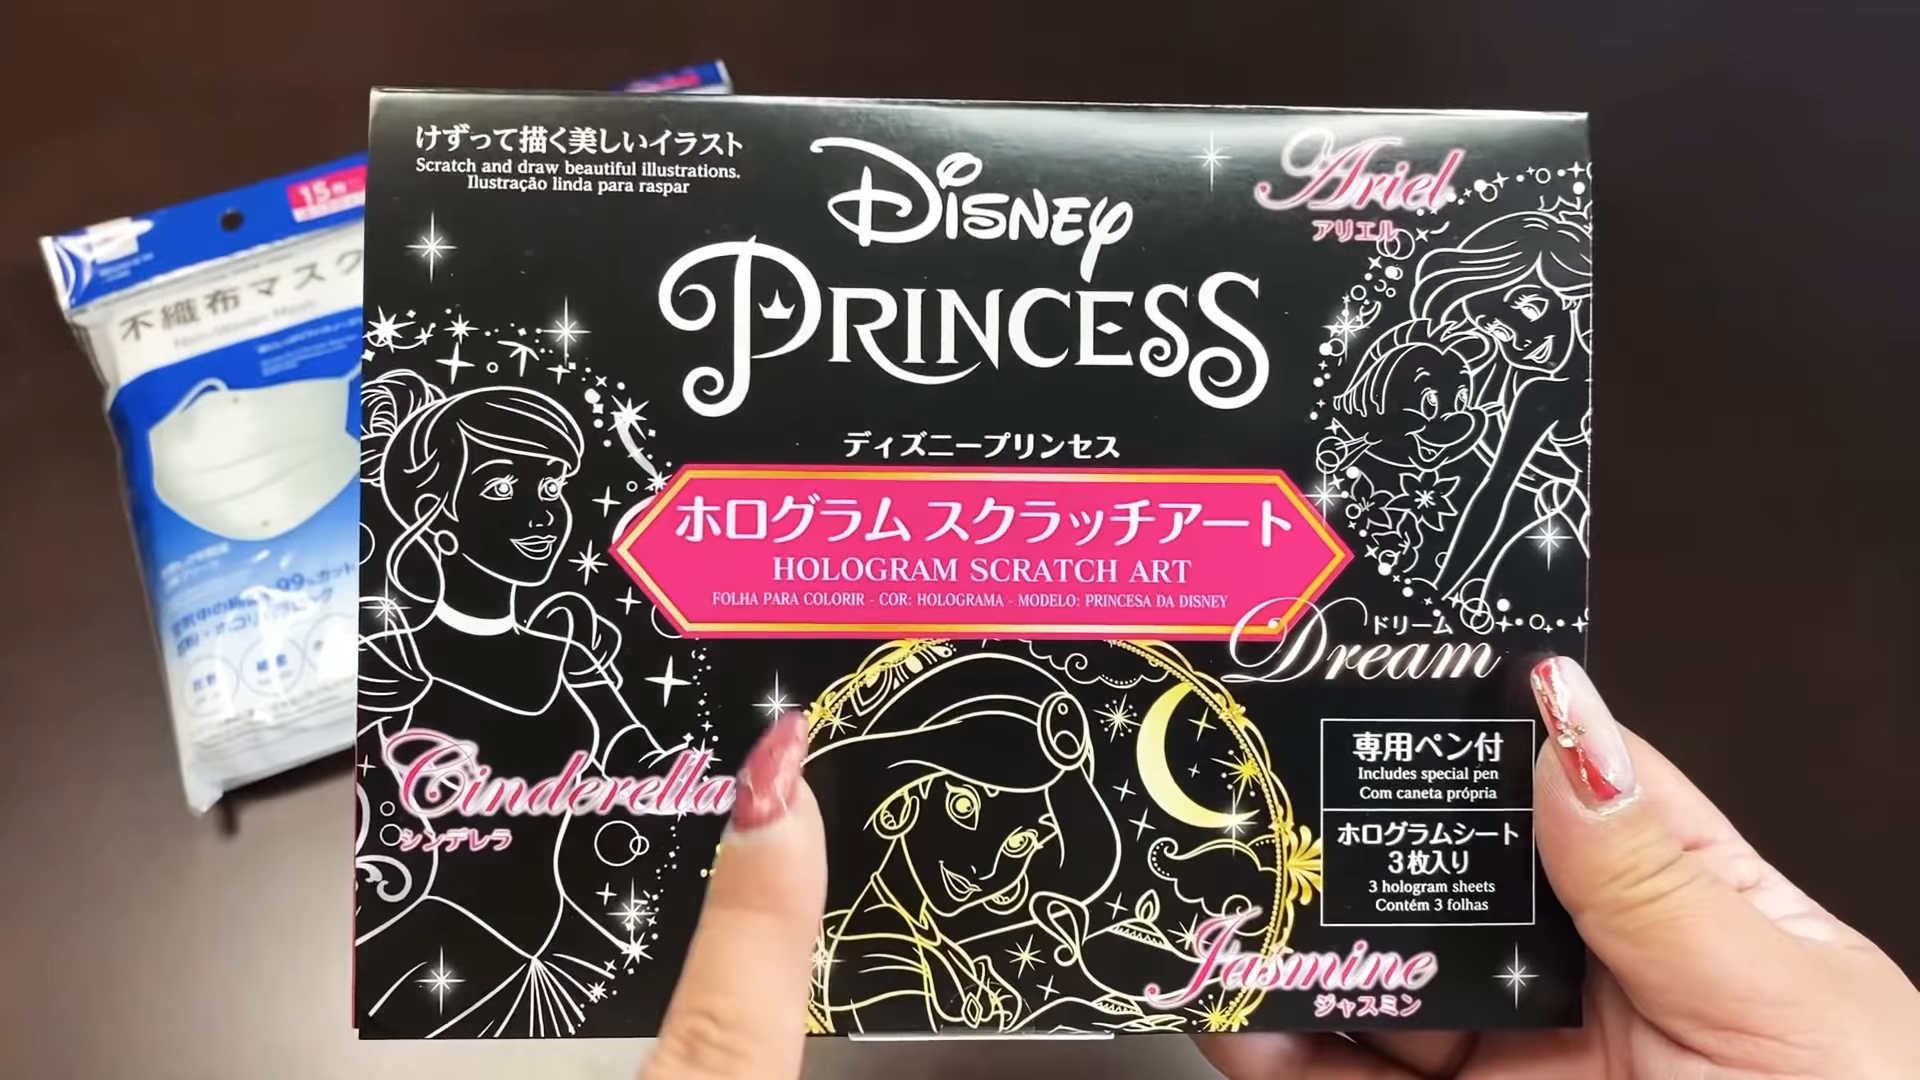 けずって描く美しいイラスト
Scratch and draw beautiful illustrations.
Ilustração linda para raspar
Disney
PRINCESS
ディズニープリンセス
Ariel
アリエル
ホログラム スクラッチアート
HOLOGRAM SCRATCH ART
FOLHA PARA COLORIR - COR: HOLOGRAMA - MODELO: PRINCESA DA DISNEY
ドリーム
Dream
Cinderella
シンデレラ
専用ペン付
Includes special pen
Com caneta própria
ホログラムシート
3枚入り
3 hologram sheets
Contém 3 folhas
Jasmine
ジャスミン
15
不織布マスク
99%カット